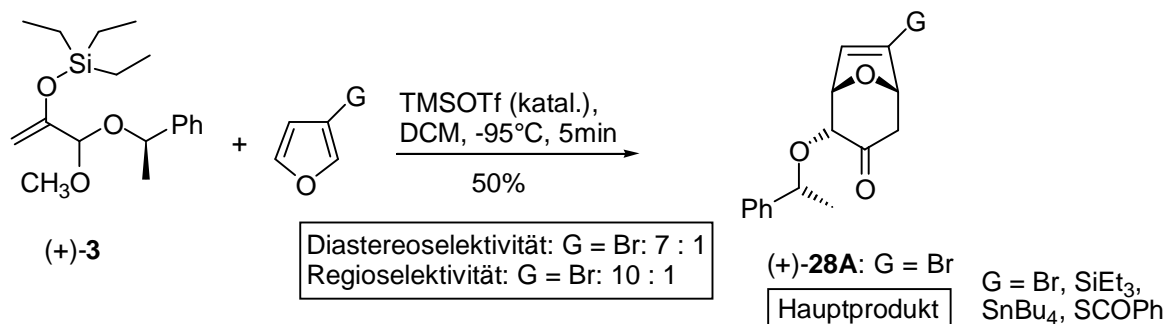 Si
O
O
Ph
CH3O
(+)-3
+
G
O
TMSOTf (katal.),
DCM, -95°C, 5min
50%
Diastereoselektivität: G = Br: 7 : 1
Regioselektivität: G = Br: 10 : 1
G
O
O
O
Ph
(+)-28A: G = Br
Hauptprodukt
G = Br, SiEt3,
SnBu4, SCOPh